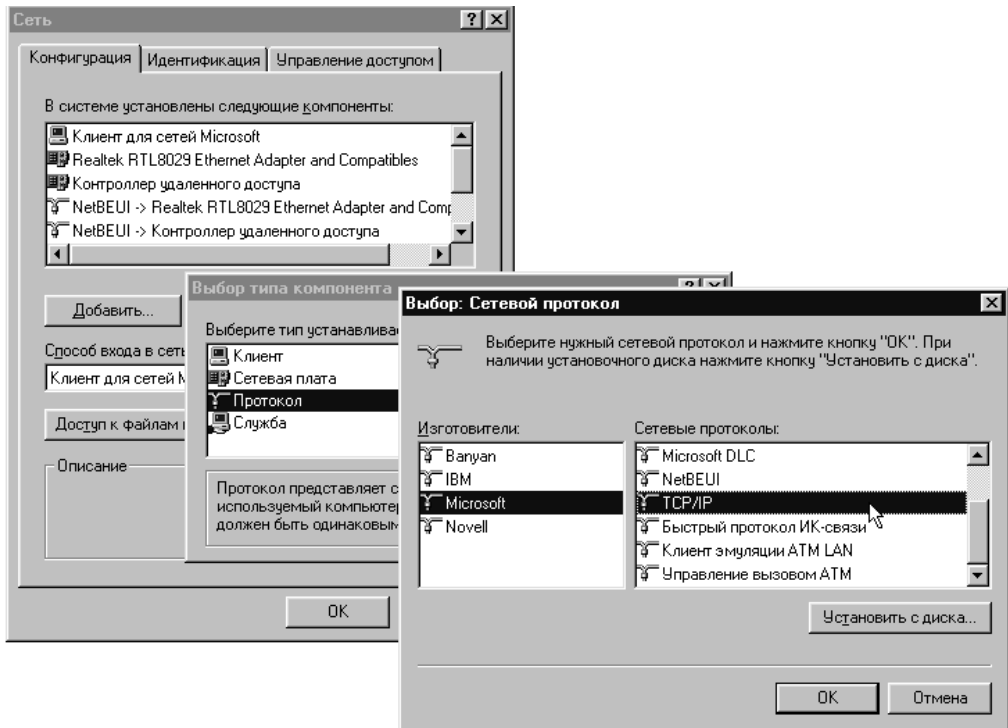 Сеть
Конфигурация
Идентификация
Управление доступом
В системе установлены следующие компоненты:
Клиент для сетей Microsoft
Realtek RTL8029 Ethernet Adapter and Compatibles
Контроллер удаленного доступа
NetBEUI -> Realtek RTL8029 Ethernet Adapter and Comp
NetBEUI -> Контроллер удаленного доступа
Добавить...
Способ входа в сеть
Клиент для сетей M
Доступ к файлам
Описание
OK
Выбор типа компонента
Выберите тип устанавлива
Клиент
Сетевая плата
Протокол
Служба
Протокол представляет с
используемый компьютер
должен быть одинаковым
Выбор: Сетевой протокол
Выберите нужный сетевой протокол и нажмите кнопку "OK". При
наличии установочного диска нажмите кнопку "Установить с диска".
Изготовители:
Banyan
IBM
Microsoft
Novell
Сетевые протоколы:
Microsoft DLC
NetBEUI
TCP/IP
Быстрый протокол ИК-связи
Клиент эмуляции ATM LAN
Управление вызовом ATM
Установить с диска...
OK
Отмена